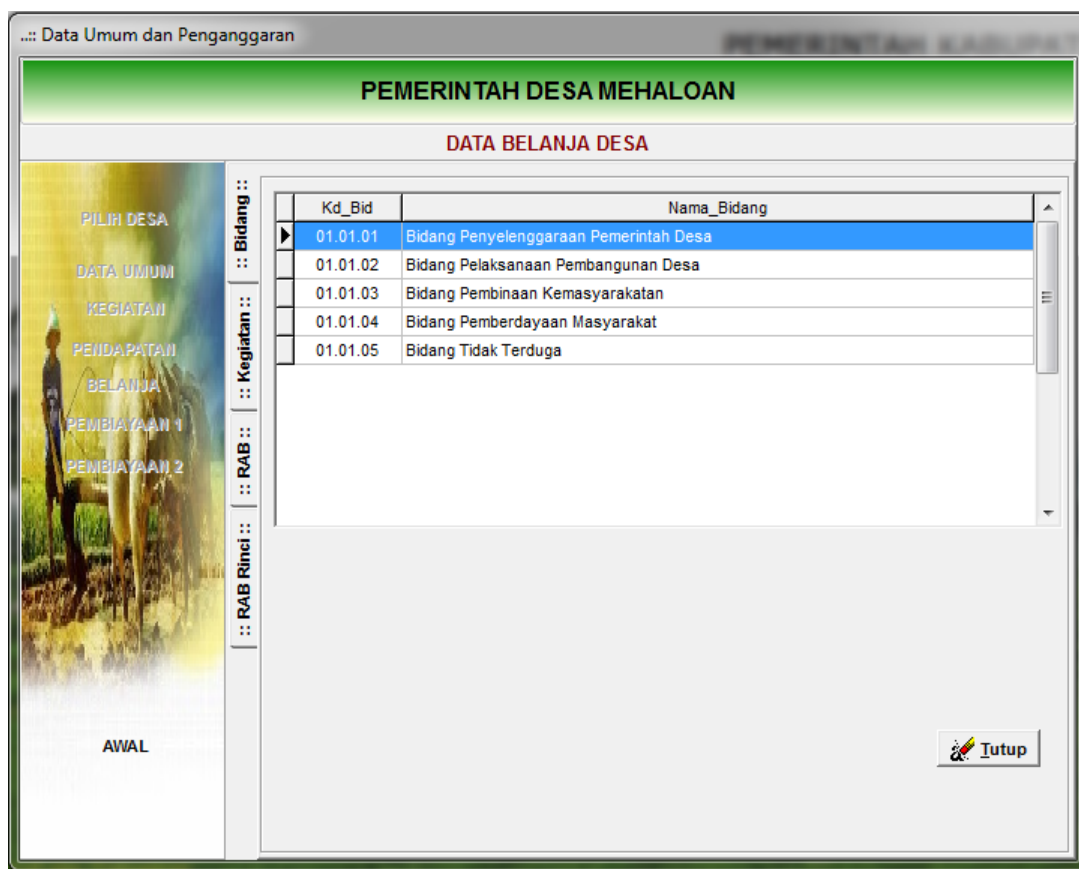 ..:: Data Umum dan Penganggaran
PEMERINTAH KABUPAT
PEMERINTAH DESA MEHALOAN
DATA BELANJA DESA
PILIH DESA
DATA UMUM
KEGIATAN
PENDAPATAN
BELANJA
PEMBIAYAAN 1
PEMBIAYAAN 2
AWAL
:: Bidang ::
:: Kegiatan ::
:: RAB ::
:: RAB Rinci ::
Kd_Bid Nama_Bidang
01.01.01 Bidang Penyelenggaraan Pemerintah Desa
01.01.02 Bidang Pelaksanaan Pembangunan Desa
01.01.03 Bidang Pembinaan Kemasyarakatan
01.01.04 Bidang Pemberdayaan Masyarakat
01.01.05 Bidang Tidak Terduga
Tutup